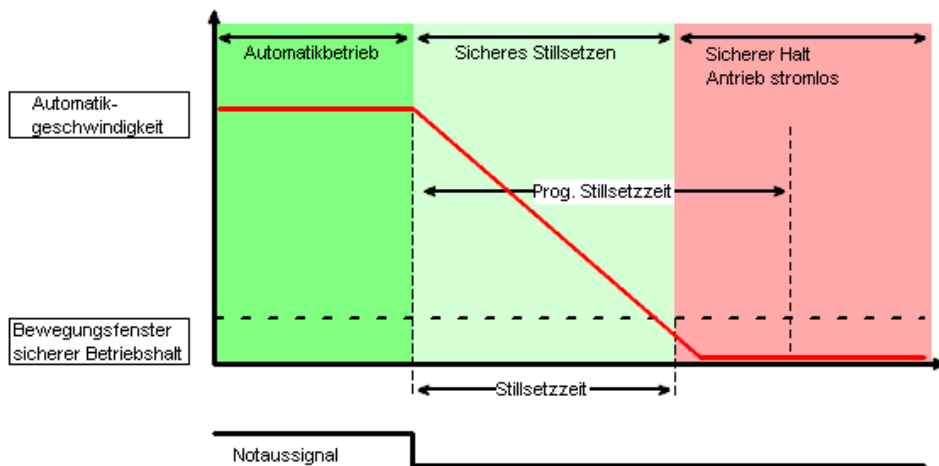 Automatikbetrieb
Sicheres Stillsetzen
Sicherer Halt
Antrieb stromlos
Automatik-
geschwindigkeit
Prog. Stillsetzzeit
Bewegungsfenster
sicherer Betriebshalt
Stillsetzzeit
Notaussignal